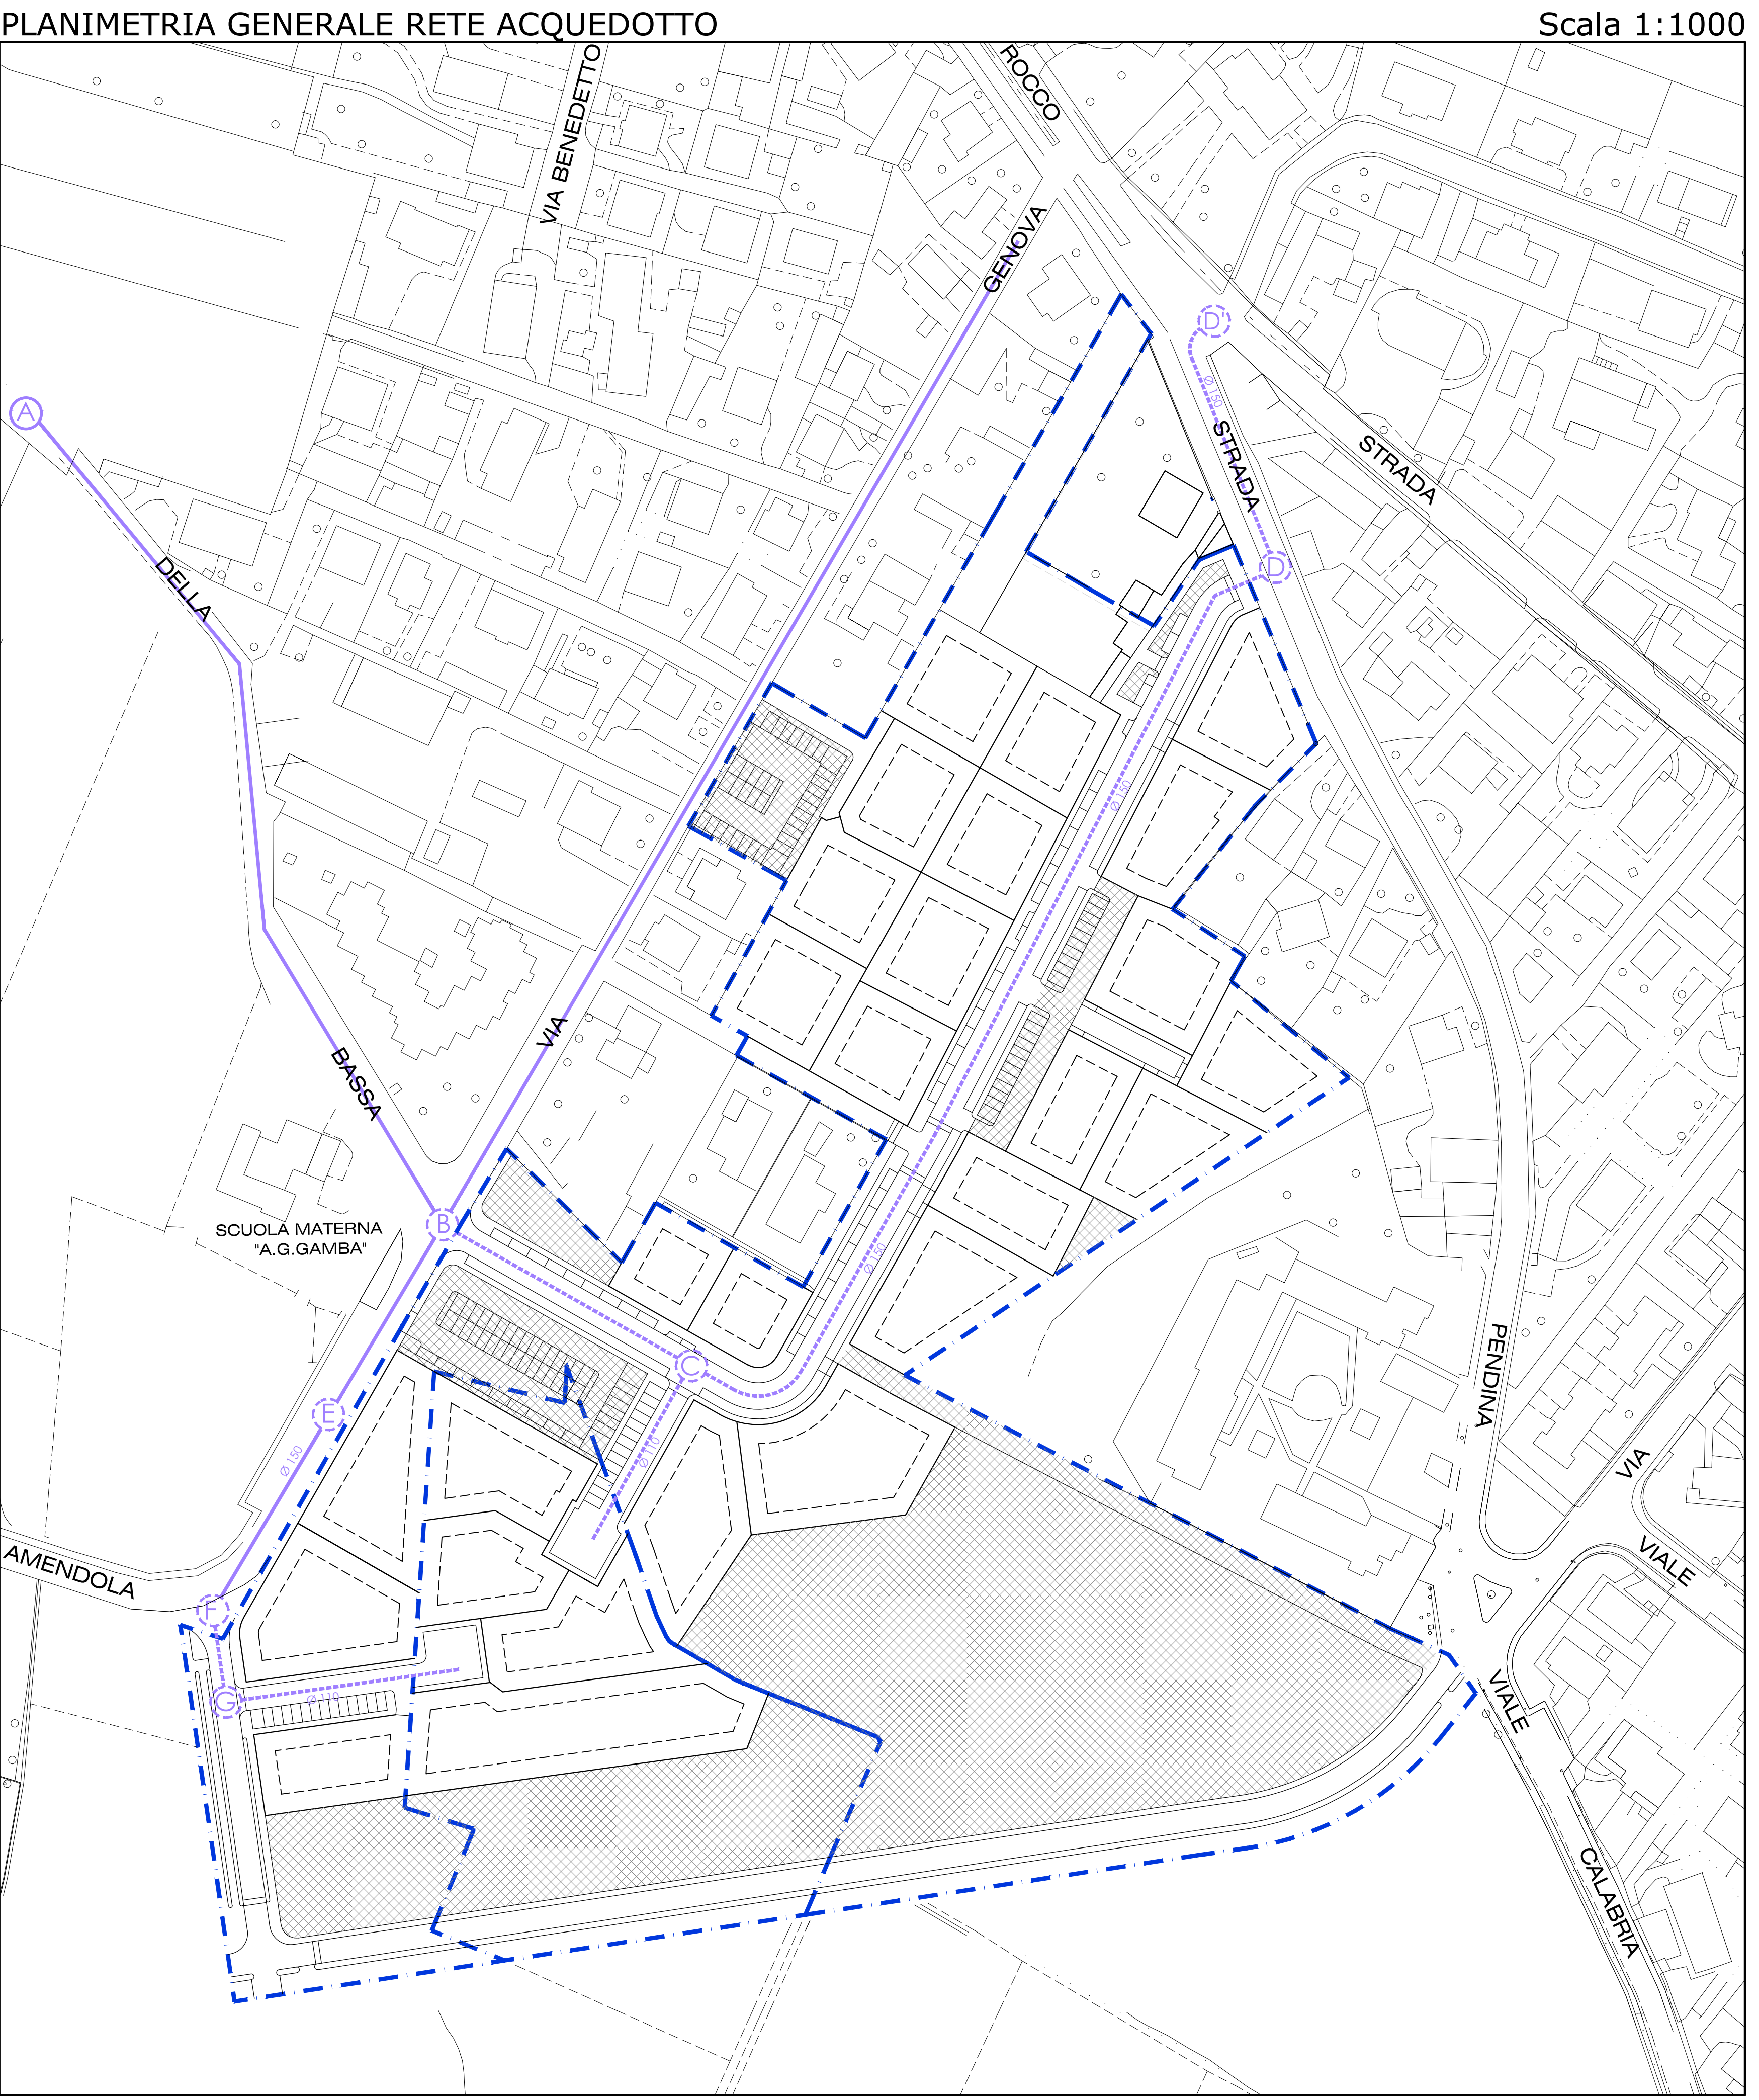 PLANIMETRIA GENERALE RETE ACQUEDOTTO
Scala 1:1000
VIA BENEDETTO
ROCCO
GENOVA
D'
Ø 150
STRADA
STRADA
A
DELLA
D
Ø 150
BASSA
VIA
B
SCUOLA MATERNA
"A.G.GAMBA"
Ø 150
C
PENDINA
E
Ø 150
Ø 110
VIA
AMENDOLA
VIALE
F
G
Ø 110
VIALE
CALABRIA